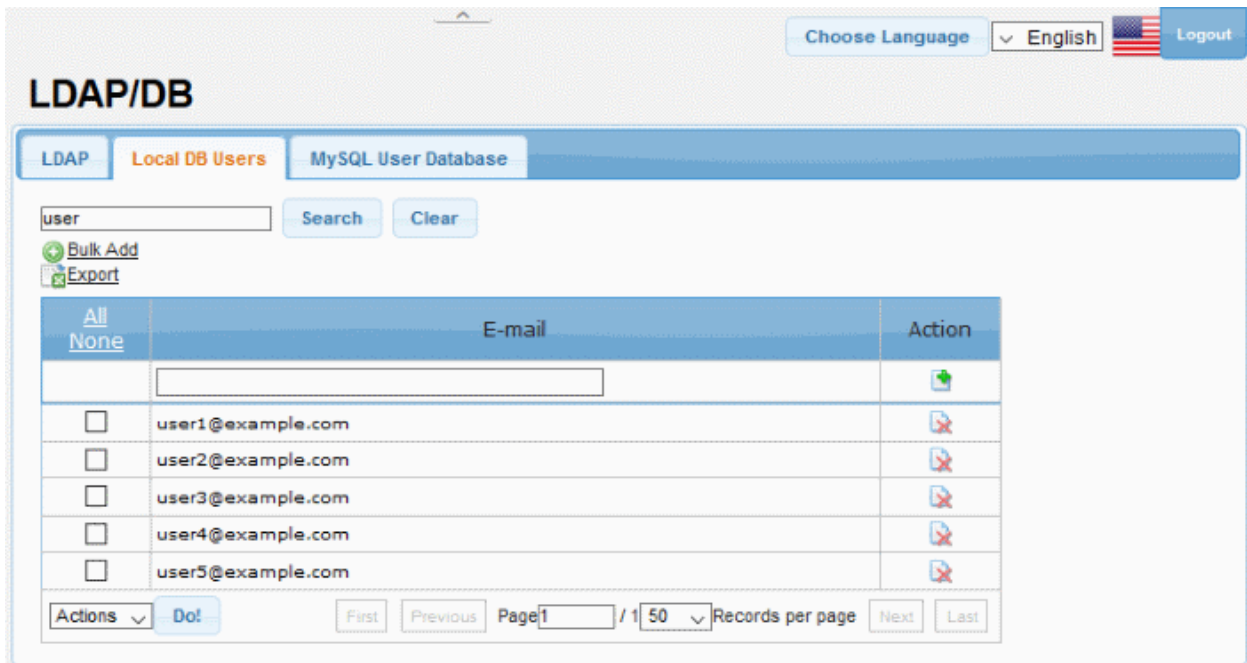 Choose Language English Logout
LDAP/DB
LDAP Local DB Users MySQL User Database
user Search Clear
Bulk Add
Export
All None E-mail Action
user1@example.com
user2@example.com
user3@example.com
user4@example.com
user5@example.com
Actions Do! First Previous Page 1 / 1 50 Records per page Next Last